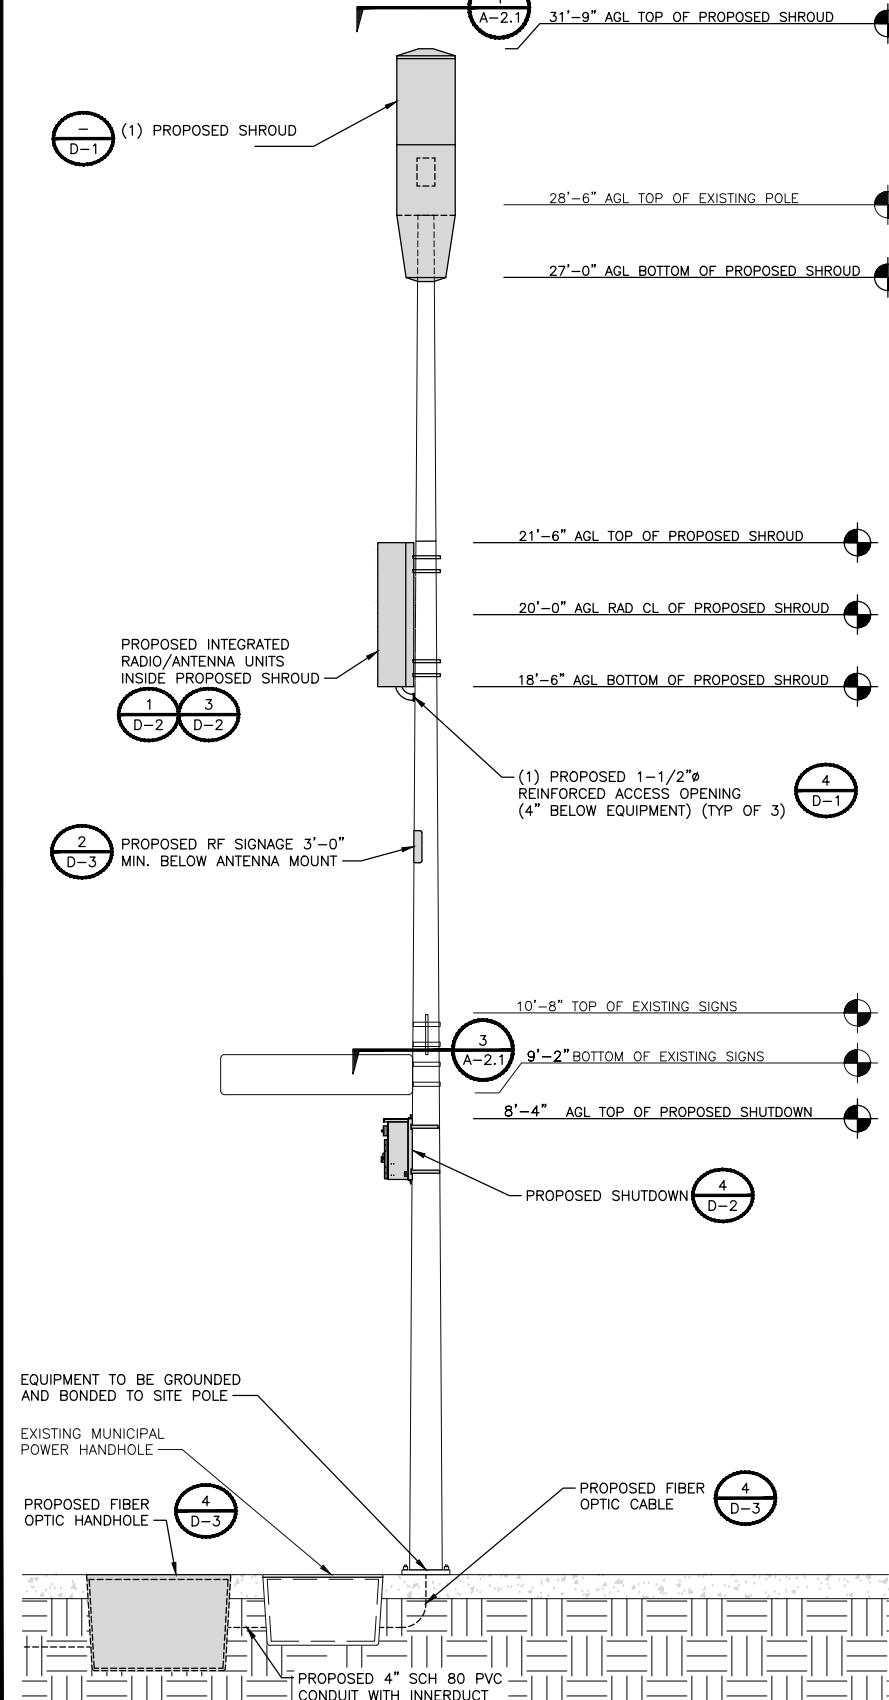 A-2.1
31'-9" AGL TOP OF PROPOSED SHROUD
–
D-1
(1) PROPOSED SHROUD
28'-6" AGL TOP OF EXISTING POLE
27'-0" AGL BOTTOM OF PROPOSED SHROUD
21'-6" AGL TOP OF PROPOSED SHROUD
20'-0" AGL RAD CL OF PROPOSED SHROUD
PROPOSED INTEGRATED
RADIO/ANTENNA UNITS
INSIDE PROPOSED SHROUD
1
D-2
3
D-2
18'-6" AGL BOTTOM OF PROPOSED SHROUD
(1) PROPOSED 1-1/2"ø
REINFORCED ACCESS OPENING
(4" BELOW EQUIPMENT) (TYP OF 3)
4
D-1
2
D-3
PROPOSED RF SIGNAGE 3'-0"
MIN. BELOW ANTENNA MOUNT
10'-8" TOP OF EXISTING SIGNS
3
A-2.1
9'-2" BOTTOM OF EXISTING SIGNS
8'-4" AGL TOP OF PROPOSED SHUTDOWN
PROPOSED SHUTDOWN
4
D-2
EQUIPMENT TO BE GROUNDED
AND BONDED TO SITE POLE
EXISTING MUNICIPAL
POWER HANDHOLE
PROPOSED FIBER
OPTIC HANDHOLE
4
D-3
PROPOSED FIBER
OPTIC CABLE
4
D-3
PROPOSED 4" SCH 80 PVC
CONDUIT WITH INNERDUCT